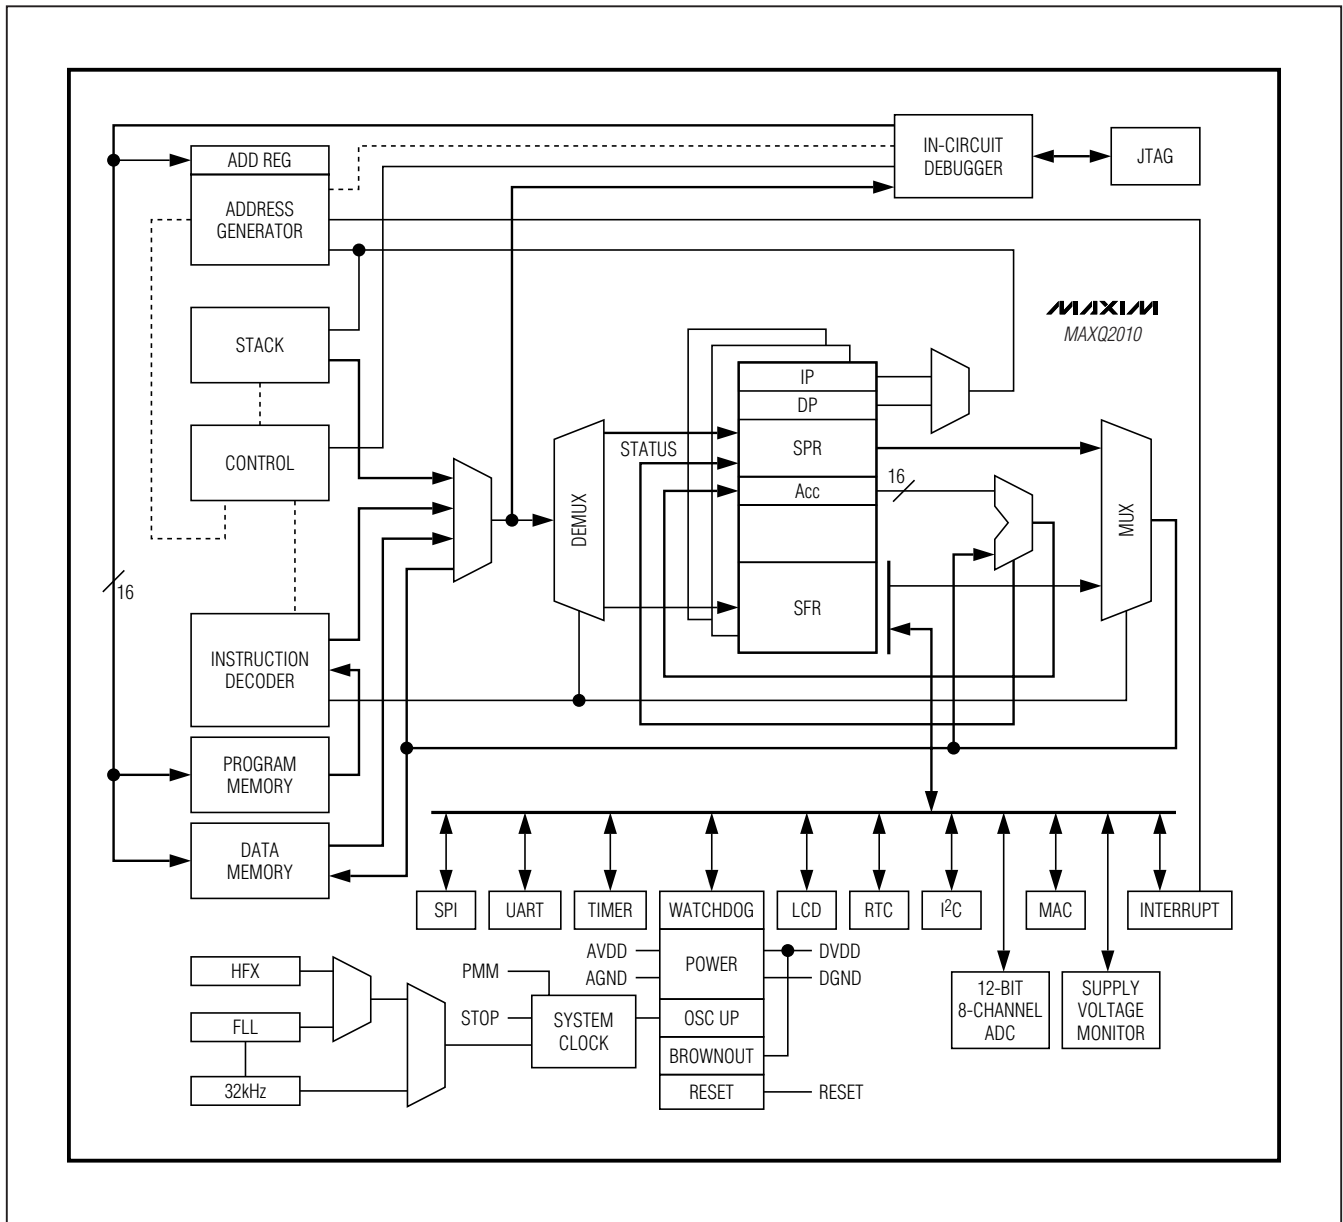 IN-CIRCUIT
DEBUGGER
JTAG
ADD REG
ADDRESS
GENERATOR
STACK
MAXIM
MAXQ2010
CONTROL
IP
DP
STATUS
SPR
16
Acc
DEMUX
MUX
16
SFR
INSTRUCTION
DECODER
PROGRAM
MEMORY
DATA
MEMORY
SPI
UART
TIMER
WATCHDOG
LCD
RTC
I²C
MAC
INTERRUPT
AVDD
AGND
POWER
DVDD
DGND
HFX
FLL
32kHz
PMM
STOP
SYSTEM
CLOCK
OSC UP
BROWNOUT
RESET
RESET
12-BIT
8-CHANNEL
ADC
SUPPLY
VOLTAGE
MONITOR